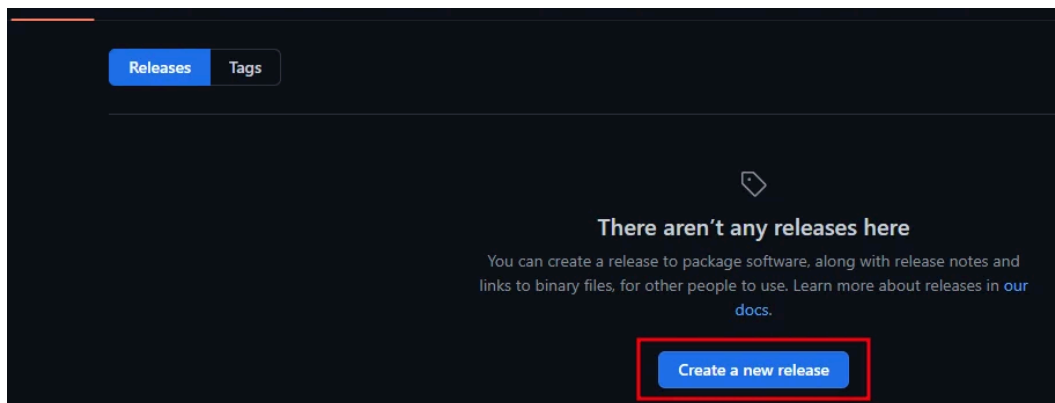 Releases Tags
There aren’t any releases here
You can create a release to package software, along with release notes and
links to binary files, for other people to use. Learn more about releases in our
docs.
Create a new release